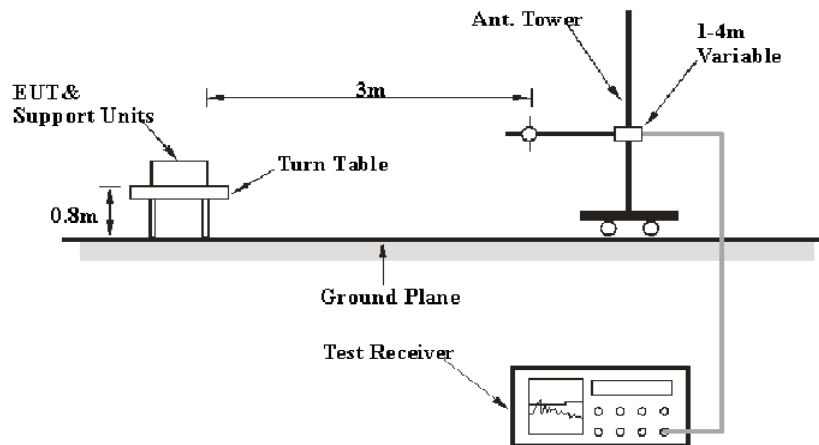 Ant. Tower
1-4m
Variable
3m
EUT&
Support Units
Turn Table
0.8m
Ground Plane
Test Receiver